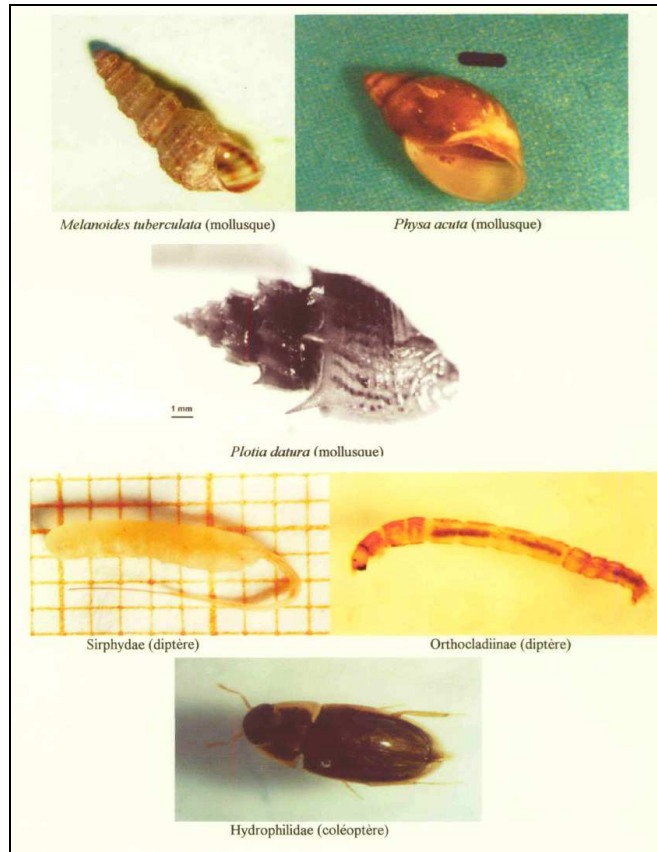 Melanoides tuberculata (mollusque)
Physa acuta (mollusque)
1 mm
Plotia datura (mollusque)
Sirphydae (diptère)
Orthocladiinae (diptère)
Hydrophilidae (coléoptère)